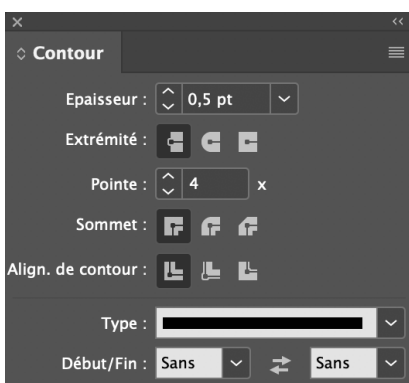 Contour
Epaisseur : 0,5 pt
Extrémité :
Pointe : 4 x
Sommet :
Align. de contour :
Type :
Début/Fin : Sans Sans